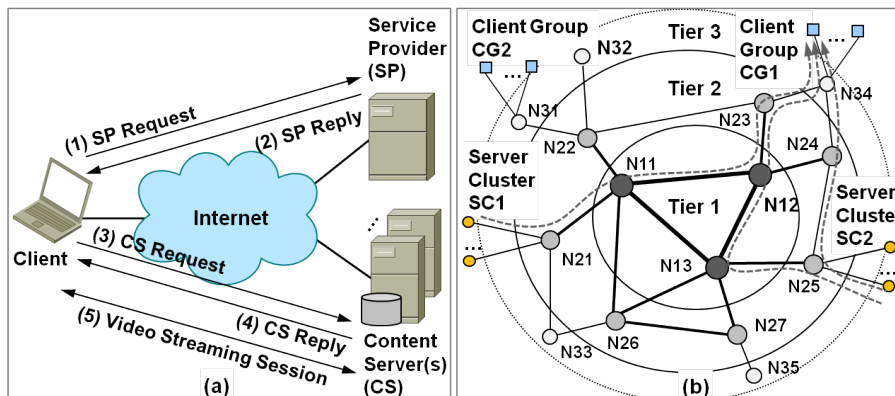 Service
Provider
(SP)
(1) SP Request
(2) SP Reply
Internet
Client
(3) CS Request
(4) CS Reply
(5) Video Streaming Session
Content
Server(s)
(CS)
(a)
Client Group
CG2
N32
Tier 3
Client
Group
CG1
...
...
N31
Tier 2
N34
N23
N22
N24
Server
Cluster
SC1
N11
Tier 1
N12
Server
Cluster
SC2
...
N21
N13
N25
...
N33
N26
N27
N35
(b)